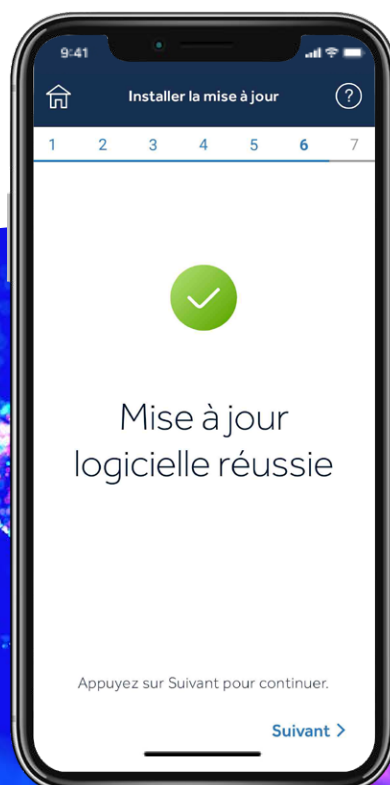 9:41
Installer la mise à jour
?
1 2 3 4 5 6 7
Mise à jour
logicielle réussie
Appuyez sur Suivant pour continuer.
Suivant >